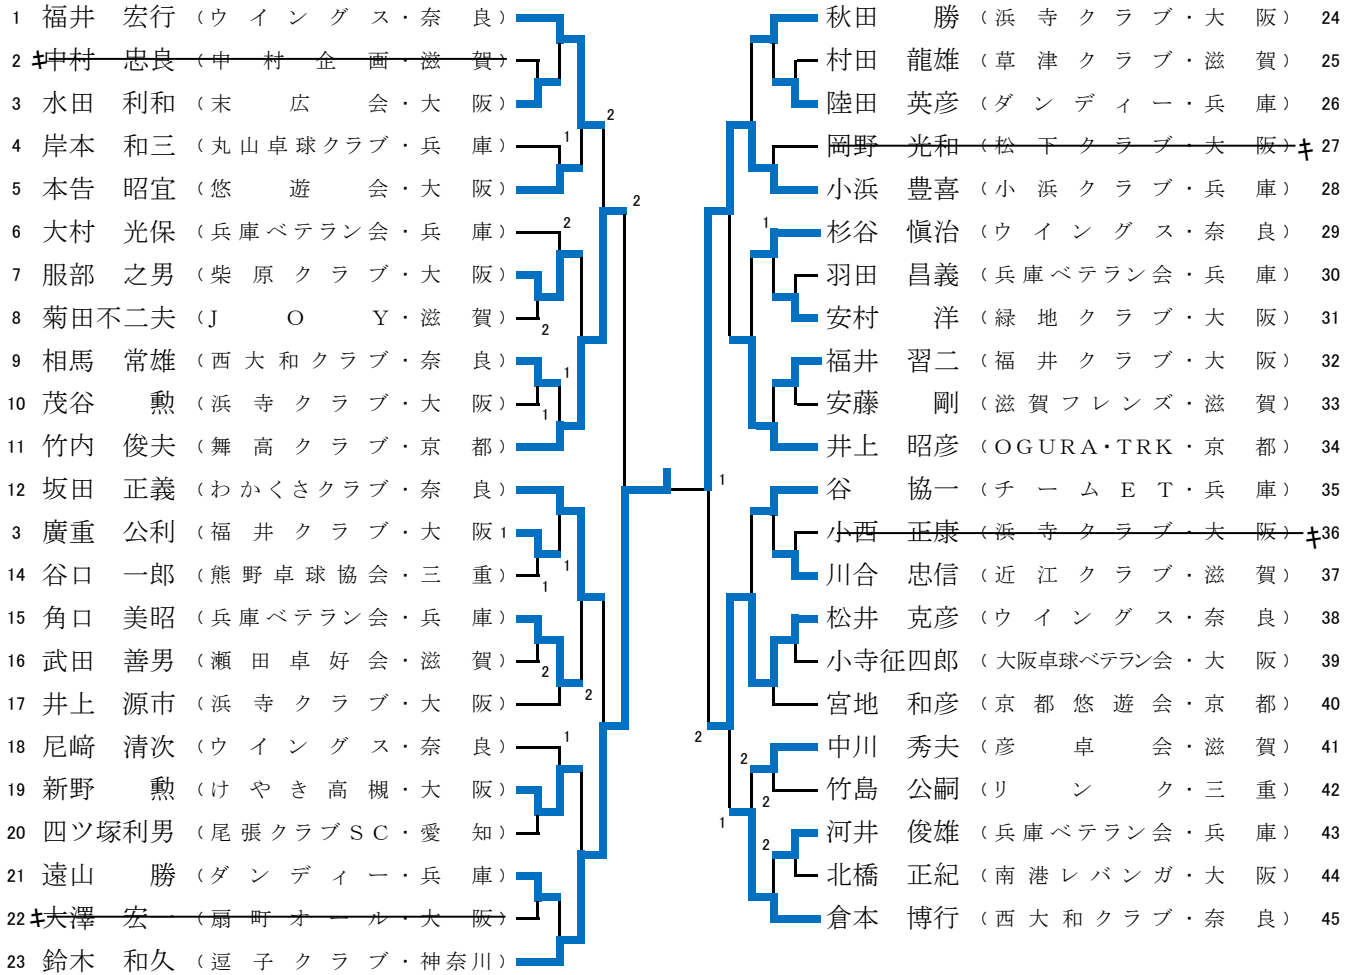 1 福井 宏行 (ウイングス・奈良)
2 キ 中村 忠良 (中村企画・滋賀)
3 水田 利和 (末広会・大阪)
4 岸本 和三 (丸山卓球クラブ・兵庫)
5 本告 昭宜 (悠遊会・大阪)
6 大村 光保 (兵庫ベテラン会・兵庫)
7 服部 之男 (柴原クラブ・大阪)
8 菊田不二夫 (JOY・滋賀)
9 相馬 常雄 (西大和クラブ・奈良)
10 茂谷 勲 (浜寺クラブ・大阪)
11 竹内 俊夫 (舞高クラブ・京都)
12 坂田 正義 (わかくさクラブ・奈良)
3 廣重 公利 (福井クラブ・大阪 1
14 谷口 一郎 (熊野卓球協会・三重)
15 角口 美昭 (兵庫ベテラン会・兵庫)
16 武田 善男 (瀬田卓好会・滋賀)
17 井上 源市 (浜寺クラブ・大阪)
18 尼﨑 清次 (ウイングス・奈良)
19 新野 勲 (けやき高槻・大阪)
20 四ツ塚利男 (尾張クラブSC・愛知)
21 遠山 勝 (ダンディー・兵庫)
22 キ 大澤 宏一 (扇町オール・大阪)
23 鈴木 和久 (逗子クラブ・神奈川)
2
1
2
2
2
1
1
1
1
2
2
1
秋田 勝 (浜寺クラブ・大阪) 24
村田 龍雄 (草津クラブ・滋賀) 25
陸田 英彦 (ダンディー・兵庫) 26
岡野 光和 (松下クラブ・大阪) キ 27
小浜 豊喜 (小浜クラブ・兵庫) 28
杉谷 愼治 (ウイングス・奈良) 29
羽田 昌義 (兵庫ベテラン会・兵庫) 30
安村 洋 (緑地クラブ・大阪) 31
福井 習二 (福井クラブ・大阪) 32
安藤 剛 (滋賀フレンズ・滋賀) 33
井上 昭彦 (OGURA・TRK・京都) 34
谷 協一 (チームET・兵庫) 35
小西 正康 (浜寺クラブ・大阪) キ 36
川合 忠信 (近江クラブ・滋賀) 37
松井 克彦 (ウイングス・奈良) 38
小寺征四郎 (大阪卓球ベテラン会・大阪) 39
宮地 和彦 (京都悠遊会・京都) 40
中川 秀夫 (彦卓会・滋賀) 41
竹島 公嗣 (リンク・三重) 42
河井 俊雄 (兵庫ベテラン会・兵庫) 43
北橋 正紀 (南港レバンガ・大阪) 44
倉本 博行 (西大和クラブ・奈良) 45
1
1
2
2
2
1
2